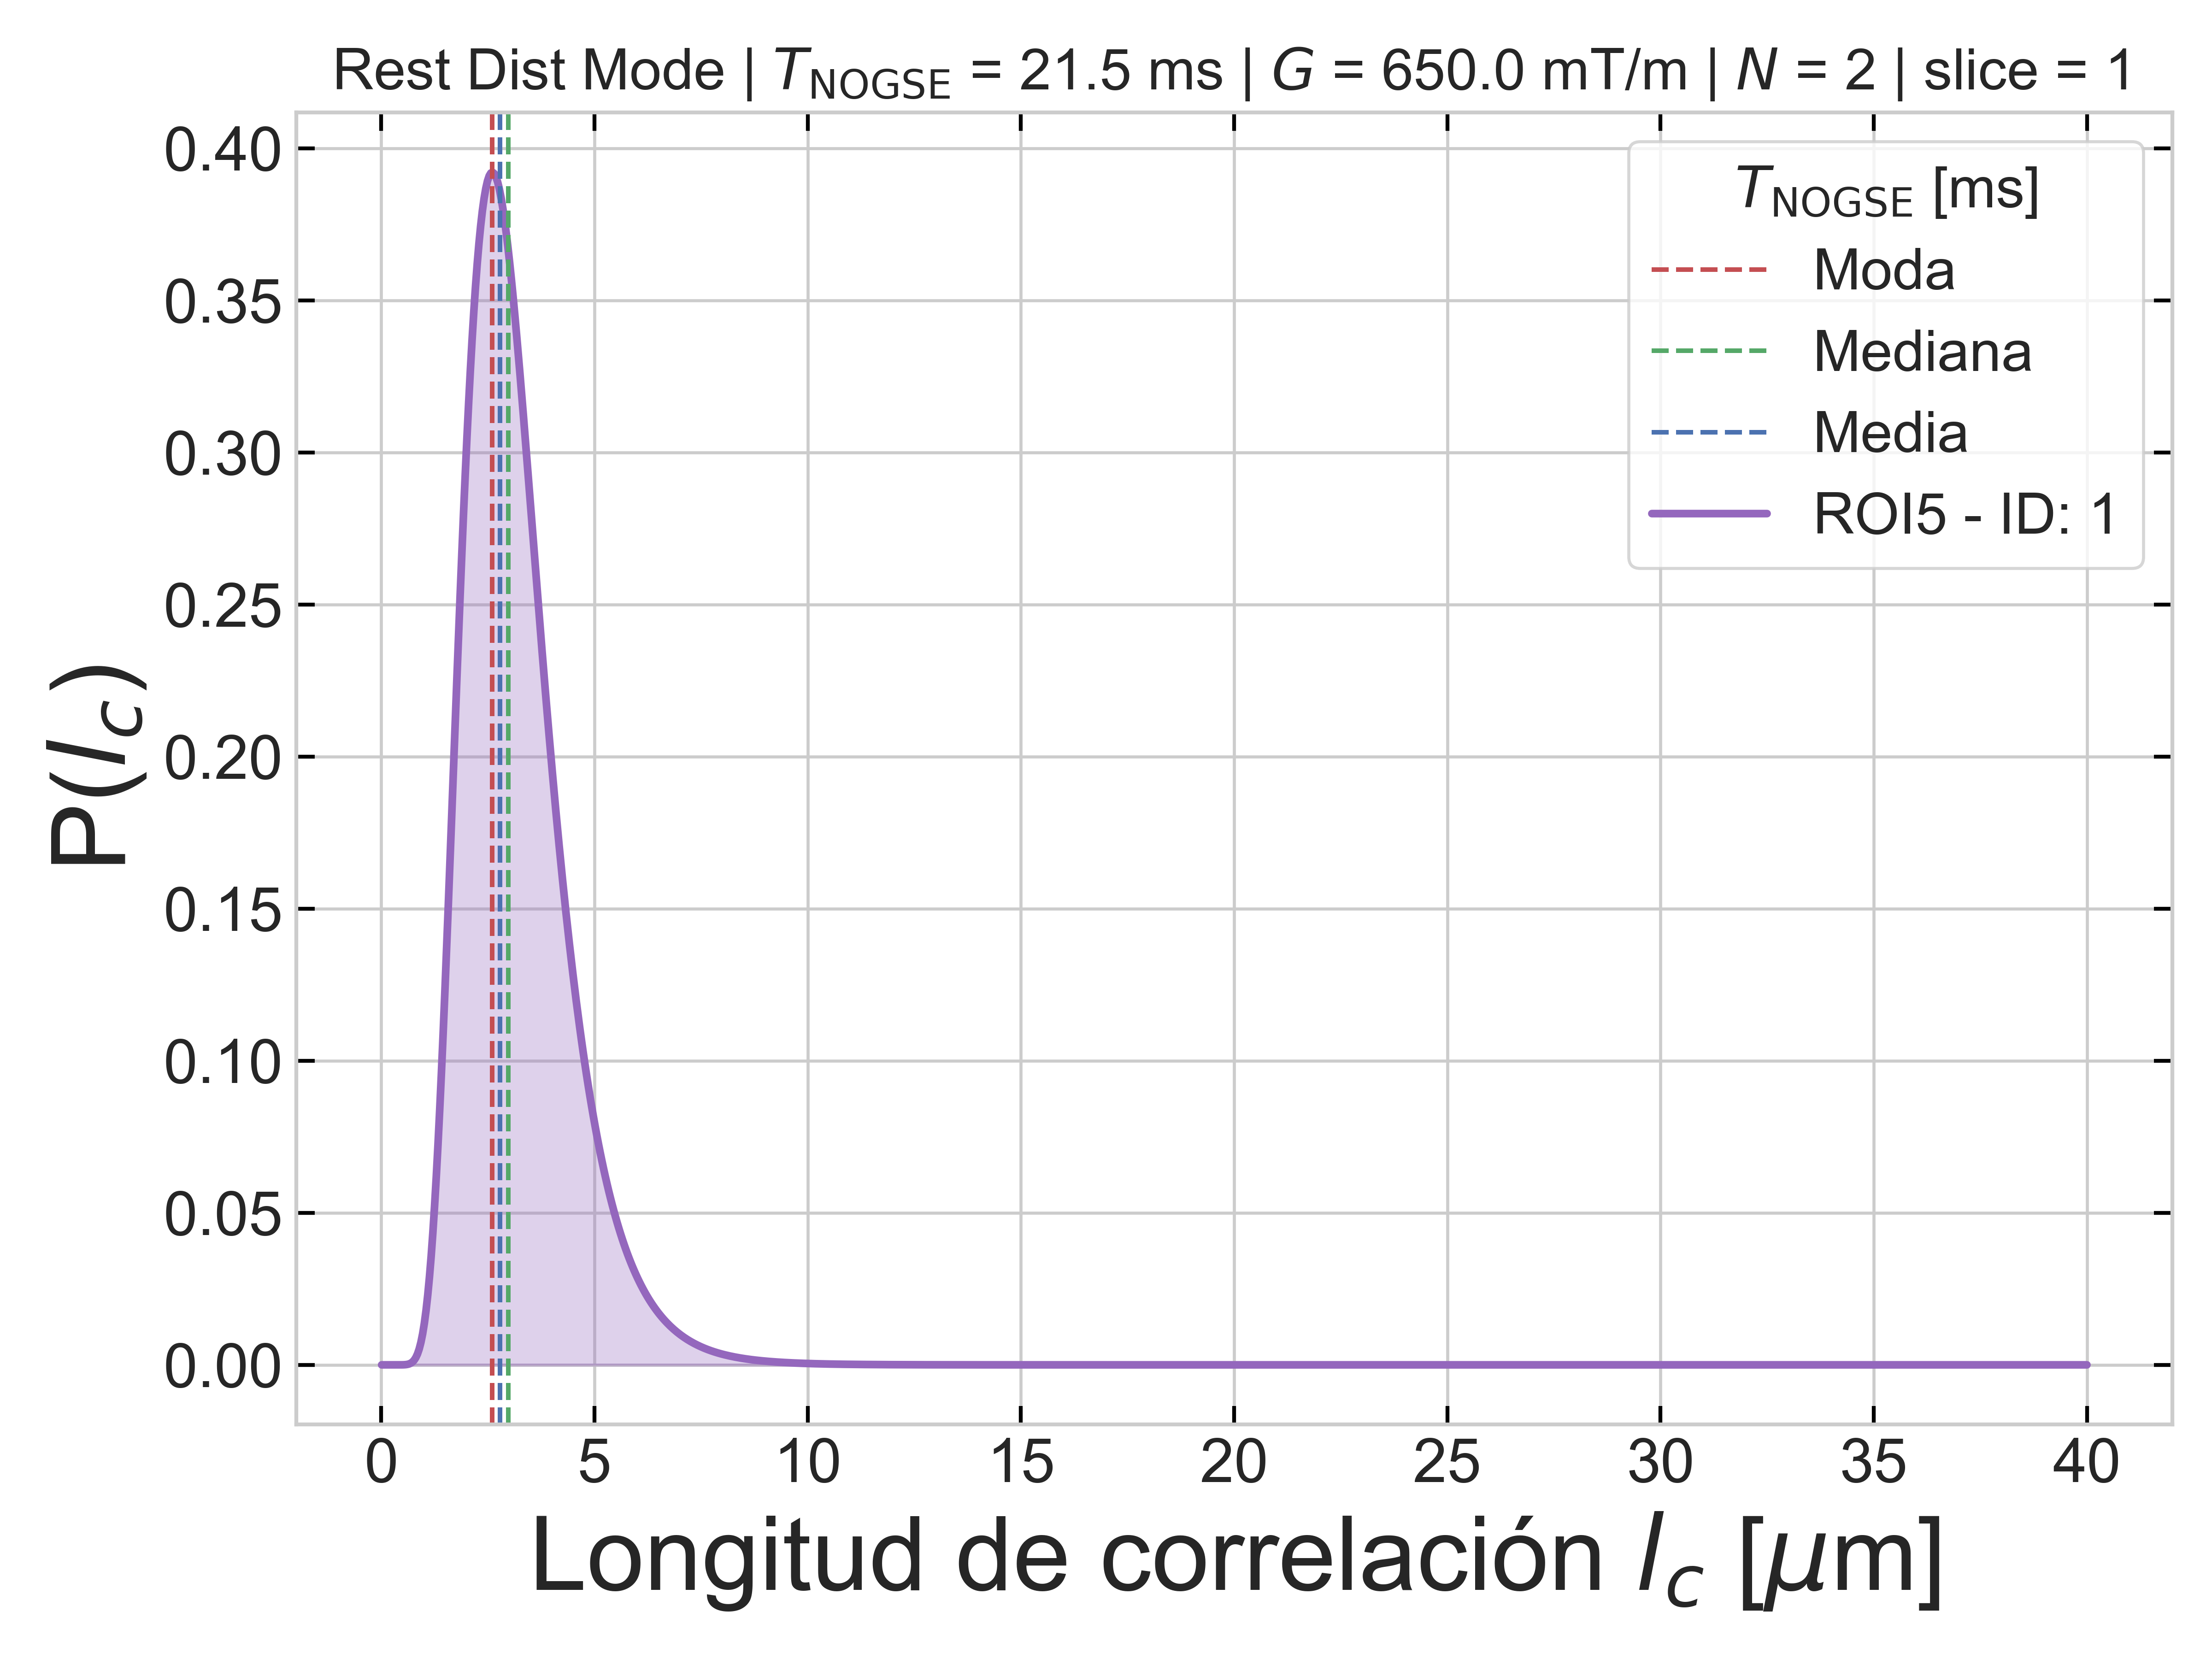 Rest Dist Mode | T_NOGSE = 21.5 ms | G = 650.0 mT/m | N = 2 | slice = 1
T_NOGSE [ms]
Moda
Mediana
Media
ROI5 - ID: 1
P(l_c)
0.40
0.35
0.30
0.25
0.20
0.15
0.10
0.05
0.00
0 5 10 15 20 25 30 35 40
Longitud de correlación l_c [μm]